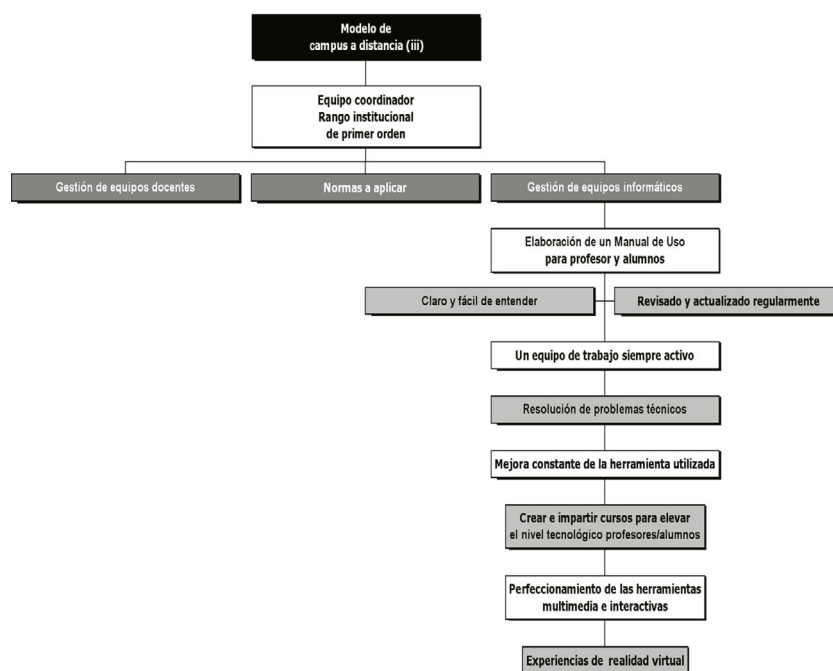 Modelo de
campus a distancia (iii)
Equipo coordinador
Rango institucional
de primer orden
Gestión de equipos docentes
Normas a aplicar
Gestión de equipos informáticos
Elaboración de un Manual de Uso
para profesor y alumnos
Claro y fácil de entender
Revisado y actualizado regularmente
Un equipo de trabajo siempre activo
Resolución de problemas técnicos
Mejora constante de la herramienta utilizada
Crear e impartir cursos para elevar
el nivel tecnológico profesores/alumnos
Perfeccionamiento de las herramientas
multimedia e interactivas
Experiencias de realidad virtual